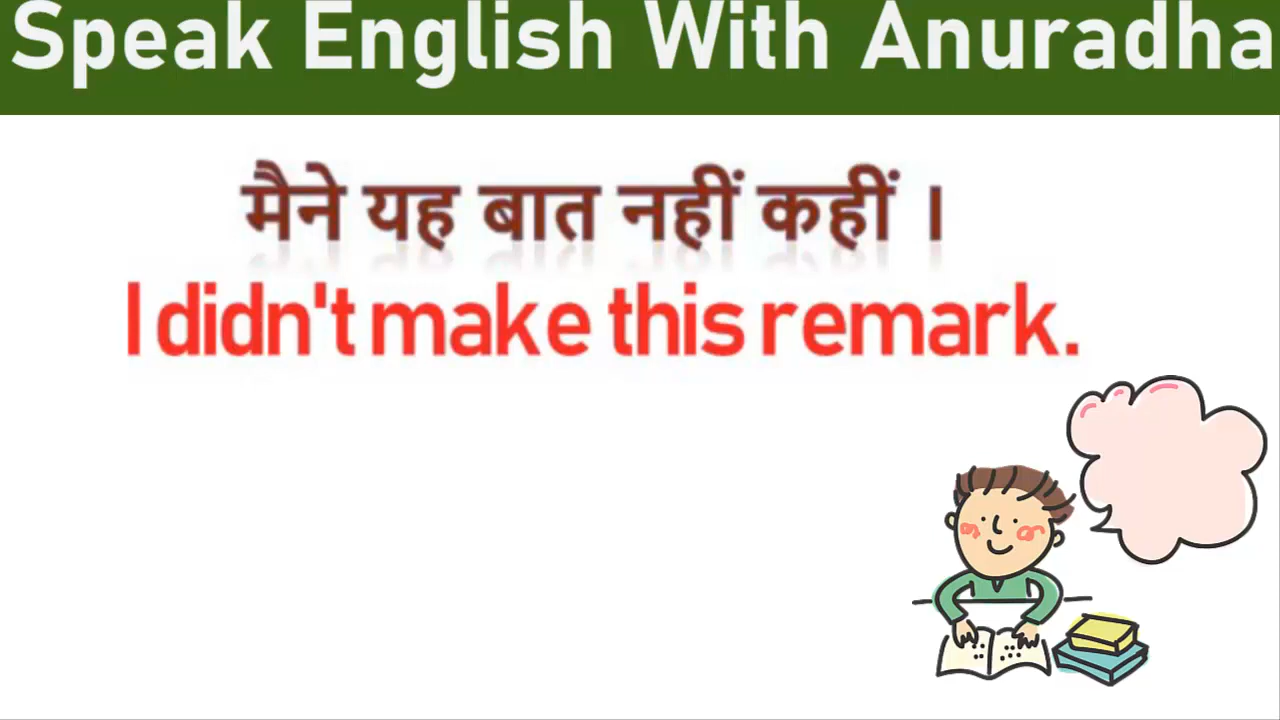 Speak English With Anuradha
मैने यह बात नहीं कहीं ।
I didn't make this remark.